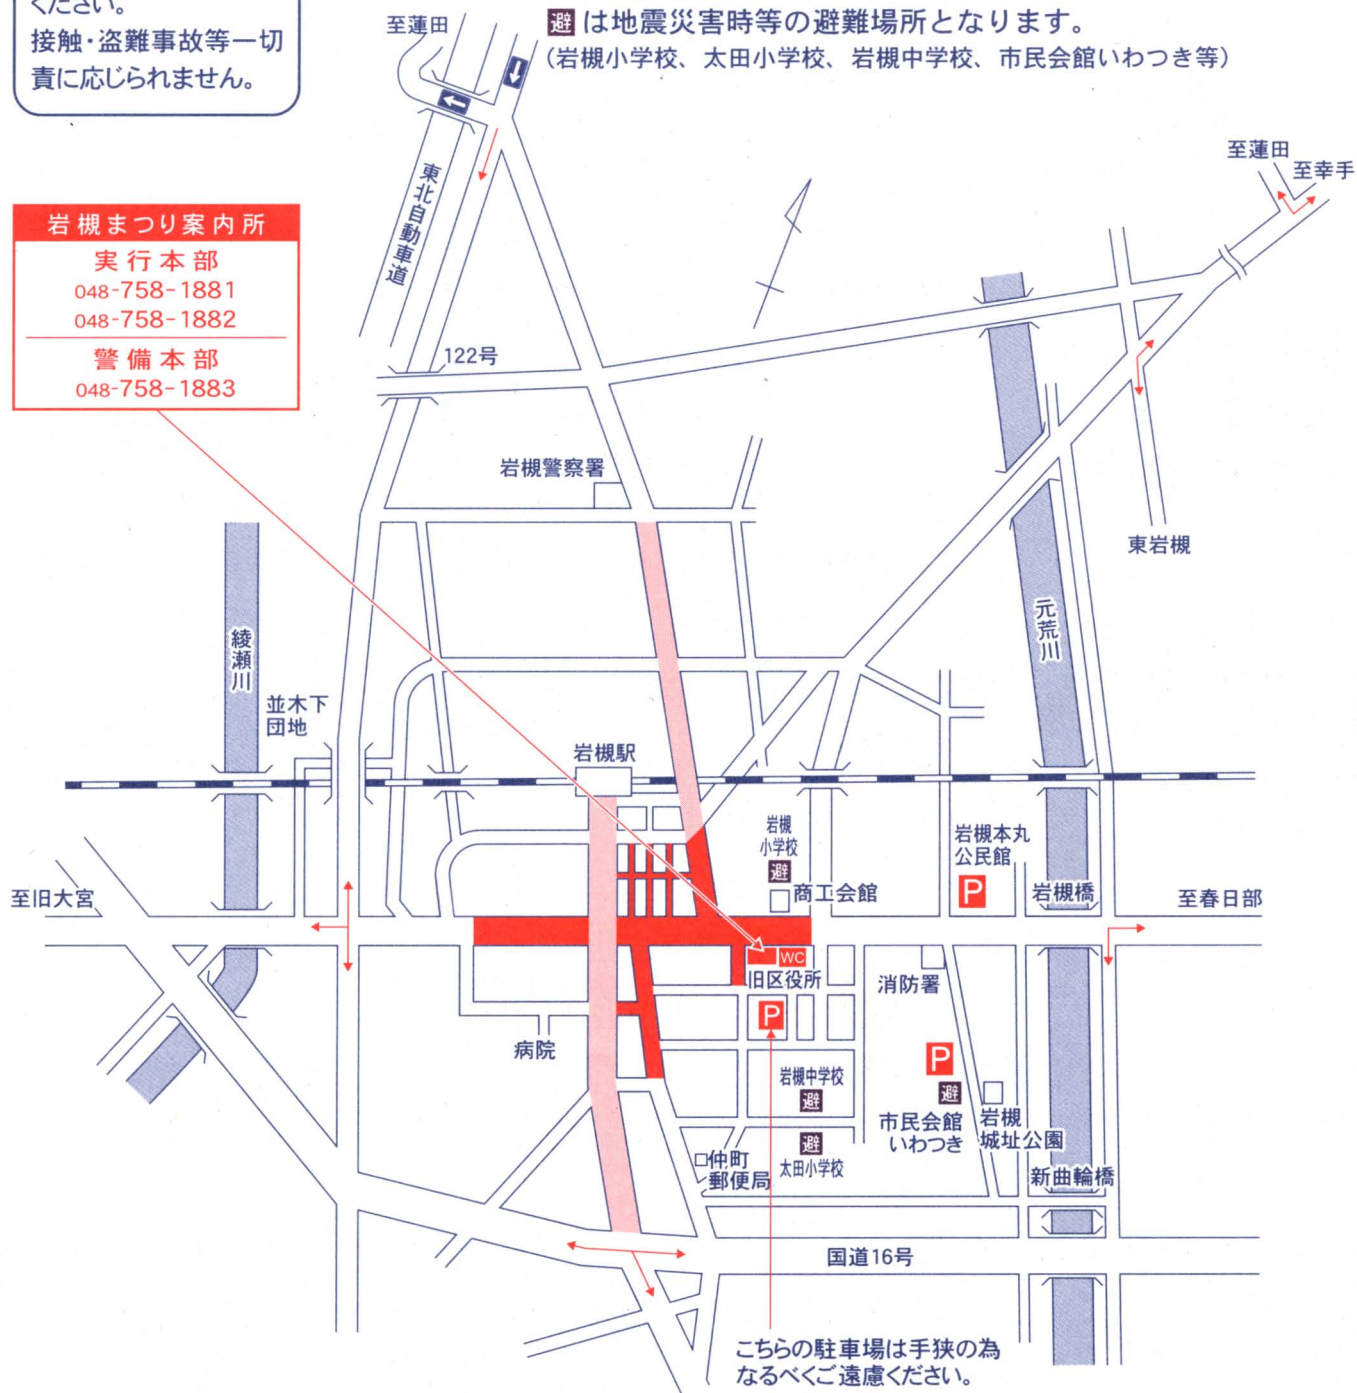 ください。
接触・盗難事故等一切
責に応じられません。
避 は地震災害時等の避難場所となります。
(岩槻小学校、太田小学校、岩槻中学校、市民会館いわつき等)
至蓮田
東北自動車道
至蓮田
至幸手
岩槻まつり案内所
実行本部
048-758-1881
048-758-1882
警備本部
048-758-1883
122号
岩槻警察署
東岩槻
元荒川
綾瀬川
並木下
団地
岩槻駅
岩槻
小学校
避
商工会館
岩槻本丸
公民館
P
岩槻橋
至旧大宮
至春日部
WC
旧区役所
P
消防署
病院
岩槻中学校
避
P
避
市民会館
いわつき
岩槻
城址公園
避
太田小学校
仲町
郵便局
新曲輪橋
国道16号
こちらの駐車場は手狭の為
なるべくご遠慮ください。